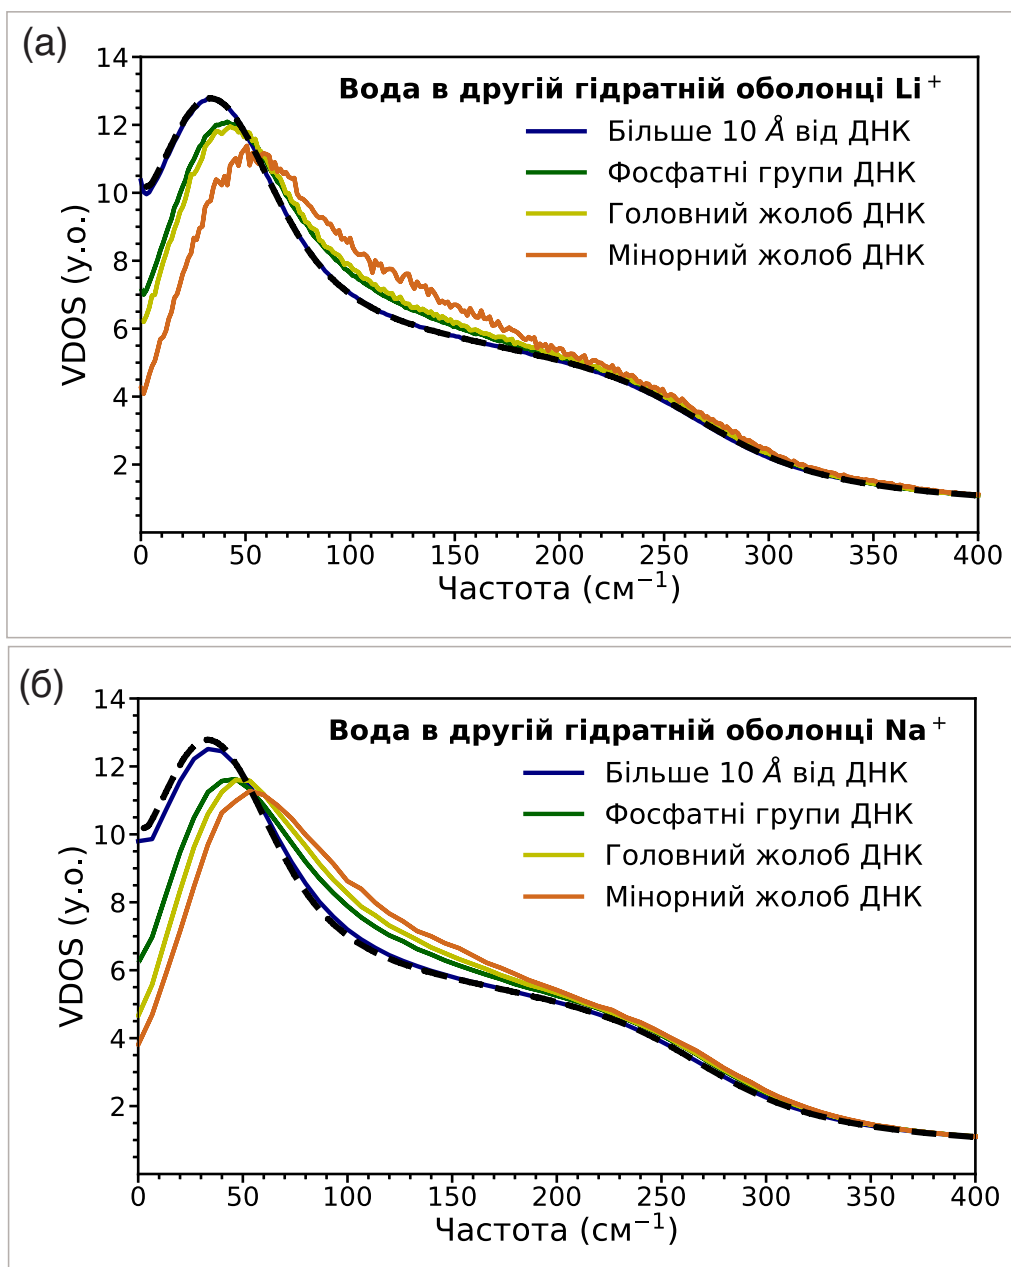 (а)
14
12
10
8
6
4
2
VDOS (у.о.)
Вода в другій гідратній оболонці Li⁺
Більше 10 Å від ДНК
Фосфатні групи ДНК
Головний жолоб ДНК
Мінорний жолоб ДНК
0 50 100 150 200 250 300 350 400
Частота (см⁻¹)
(б)
14
12
10
8
6
4
2
VDOS (у.о.)
Вода в другій гідратній оболонці Na⁺
Більше 10 Å від ДНК
Фосфатні групи ДНК
Головний жолоб ДНК
Мінорний жолоб ДНК
0 50 100 150 200 250 300 350 400
Частота (см⁻¹)